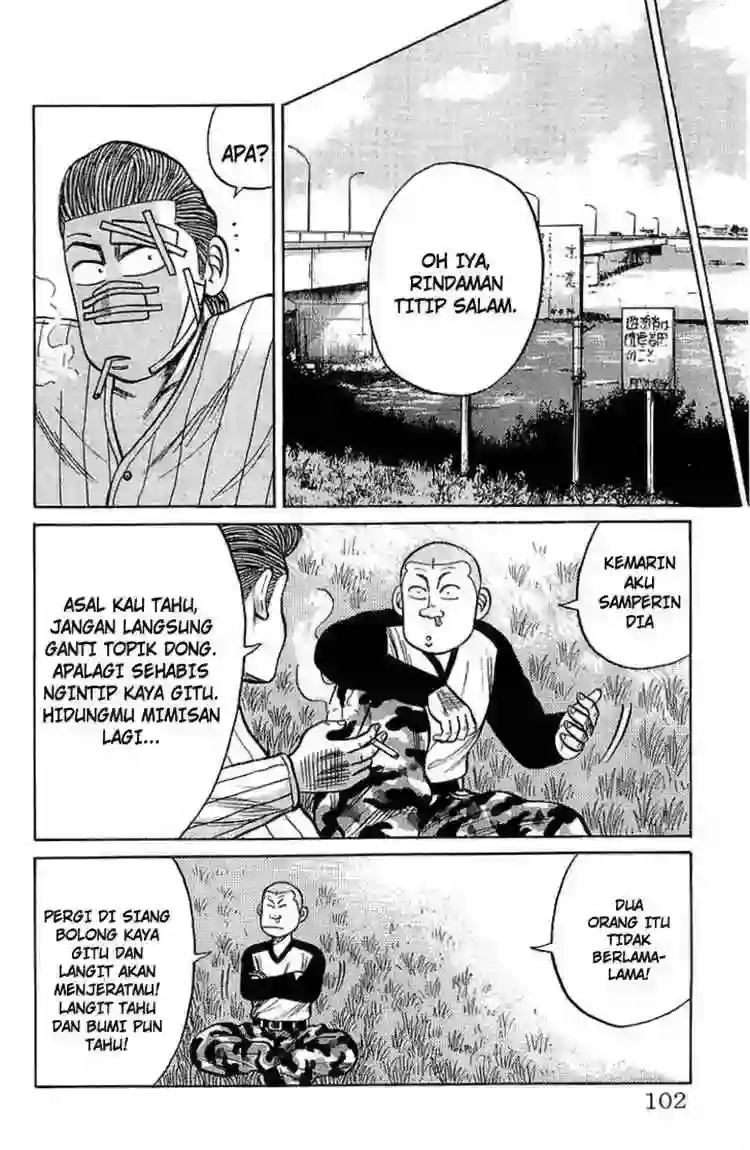 OH IYA,
RINDAMAN
TITIP SALAM.
APA?
KEMARIN
AKU
SAMPERIN
DIA
ASAL KAU TAHU,
JANGAN LANGSUNG
GANTI TOPIK DONG.
APALAGI SEHABIS
NGINTIP KAYA GITU.
HIDUNGMU MIMISAN
LAGI...
DUA
ORANG ITU
TIDAK
BERLAMA-
LAMA!
PERGI DI SIANG
BOLONG KAYA
GITU DAN
LANGIT AKAN
MENJERATMU!
LANGIT TAHU
DAN BUMI PUN
TAHU!
102